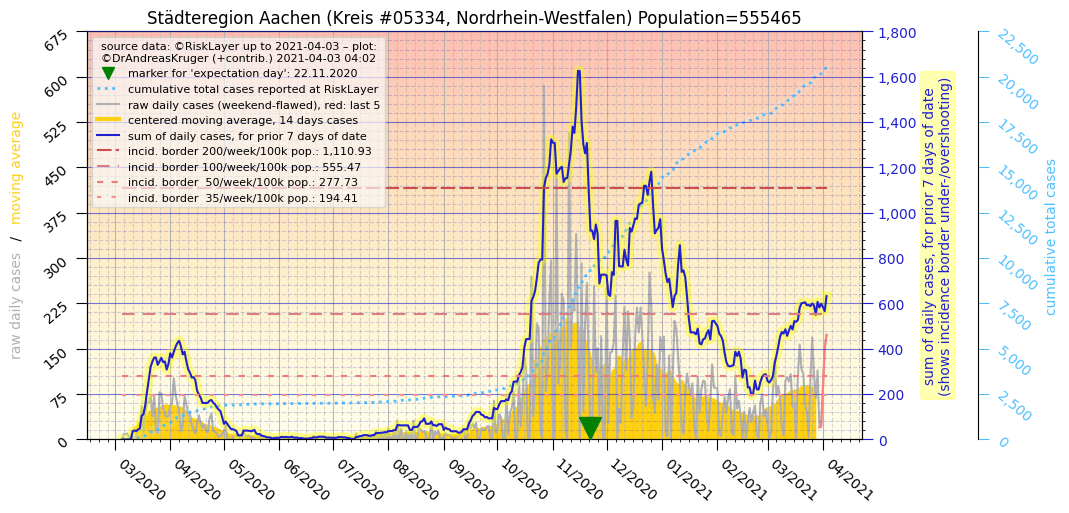 Städteregion Aachen (Kreis #05334, Nordrhein-Westfalen) Population=555465
source data: ©RiskLayer up to 2021-04-03 – plot:
©DrAndreasKruger (+contrib.) 2021-04-03 04:02
marker for 'expectation day': 22.11.2020
cumulative total cases reported at RiskLayer
raw daily cases (weekend-flawed), red: last 5
centered moving average, 14 days cases
sum of daily cases, for prior 7 days of date
incid. border 200/week/100k pop.: 1,110.93
incid. border 100/week/100k pop.: 555.47
incid. border  50/week/100k pop.: 277.73
incid. border  35/week/100k pop.: 194.41
raw daily cases / moving average
675
600
525
450
375
300
225
150
75
0
03/2020
04/2020
05/2020
06/2020
07/2020
08/2020
09/2020
10/2020
11/2020
12/2020
01/2021
02/2021
03/2021
04/2021
1,800
1,600
1,400
1,200
1,000
800
600
400
200
0
sum of daily cases, for prior 7 days of date
(shows incidence border under-/overshooting)
22,500
20,000
17,500
15,000
12,500
10,000
7,500
5,000
2,500
0
cumulative total cases